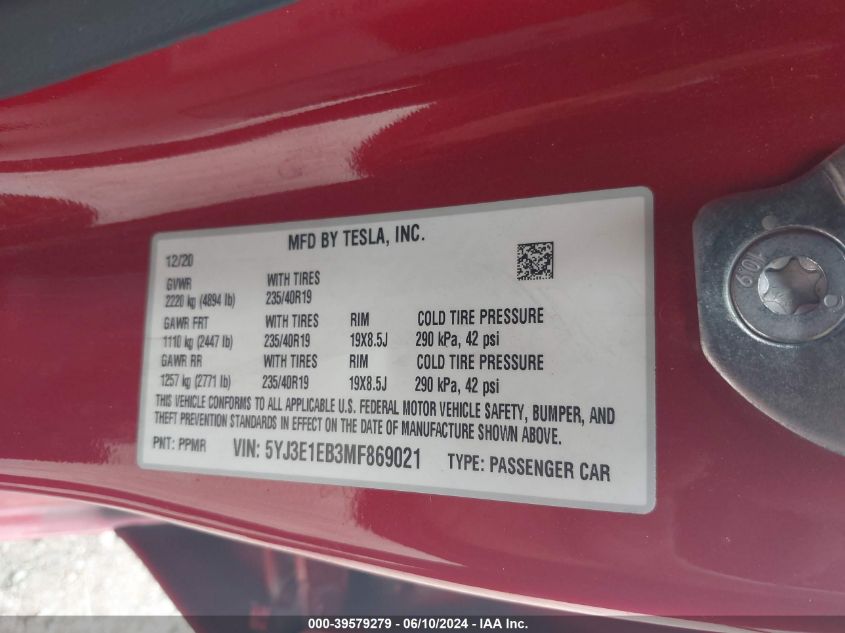 MFD BY TESLA, INC.
12/20
GVWR WITH TIRES
2220 kg (4894 lb) 235/40R19
GAWR FRT WITH TIRES RIM COLD TIRE PRESSURE
1110 kg (2447 lb) 235/40R19 19X8.5J 290 kPa, 42 psi
GAWR RR WITH TIRES RIM COLD TIRE PRESSURE
1257 kg (2771 lb) 235/40R19 19X8.5J 290 kPa, 42 psi
THIS VEHICLE CONFORMS TO ALL APPLICABLE U.S. FEDERAL MOTOR VEHICLE SAFETY, BUMPER, AND
THEFT PREVENTION STANDARDS IN EFFECT ON THE DATE OF MANUFACTURE SHOWN ABOVE.
PNT: PPMR VIN: 5YJ3E1EB3MF869021 TYPE: PASSENGER CAR
10.9
000-39579279 - 06/10/2024 - IAA Inc.